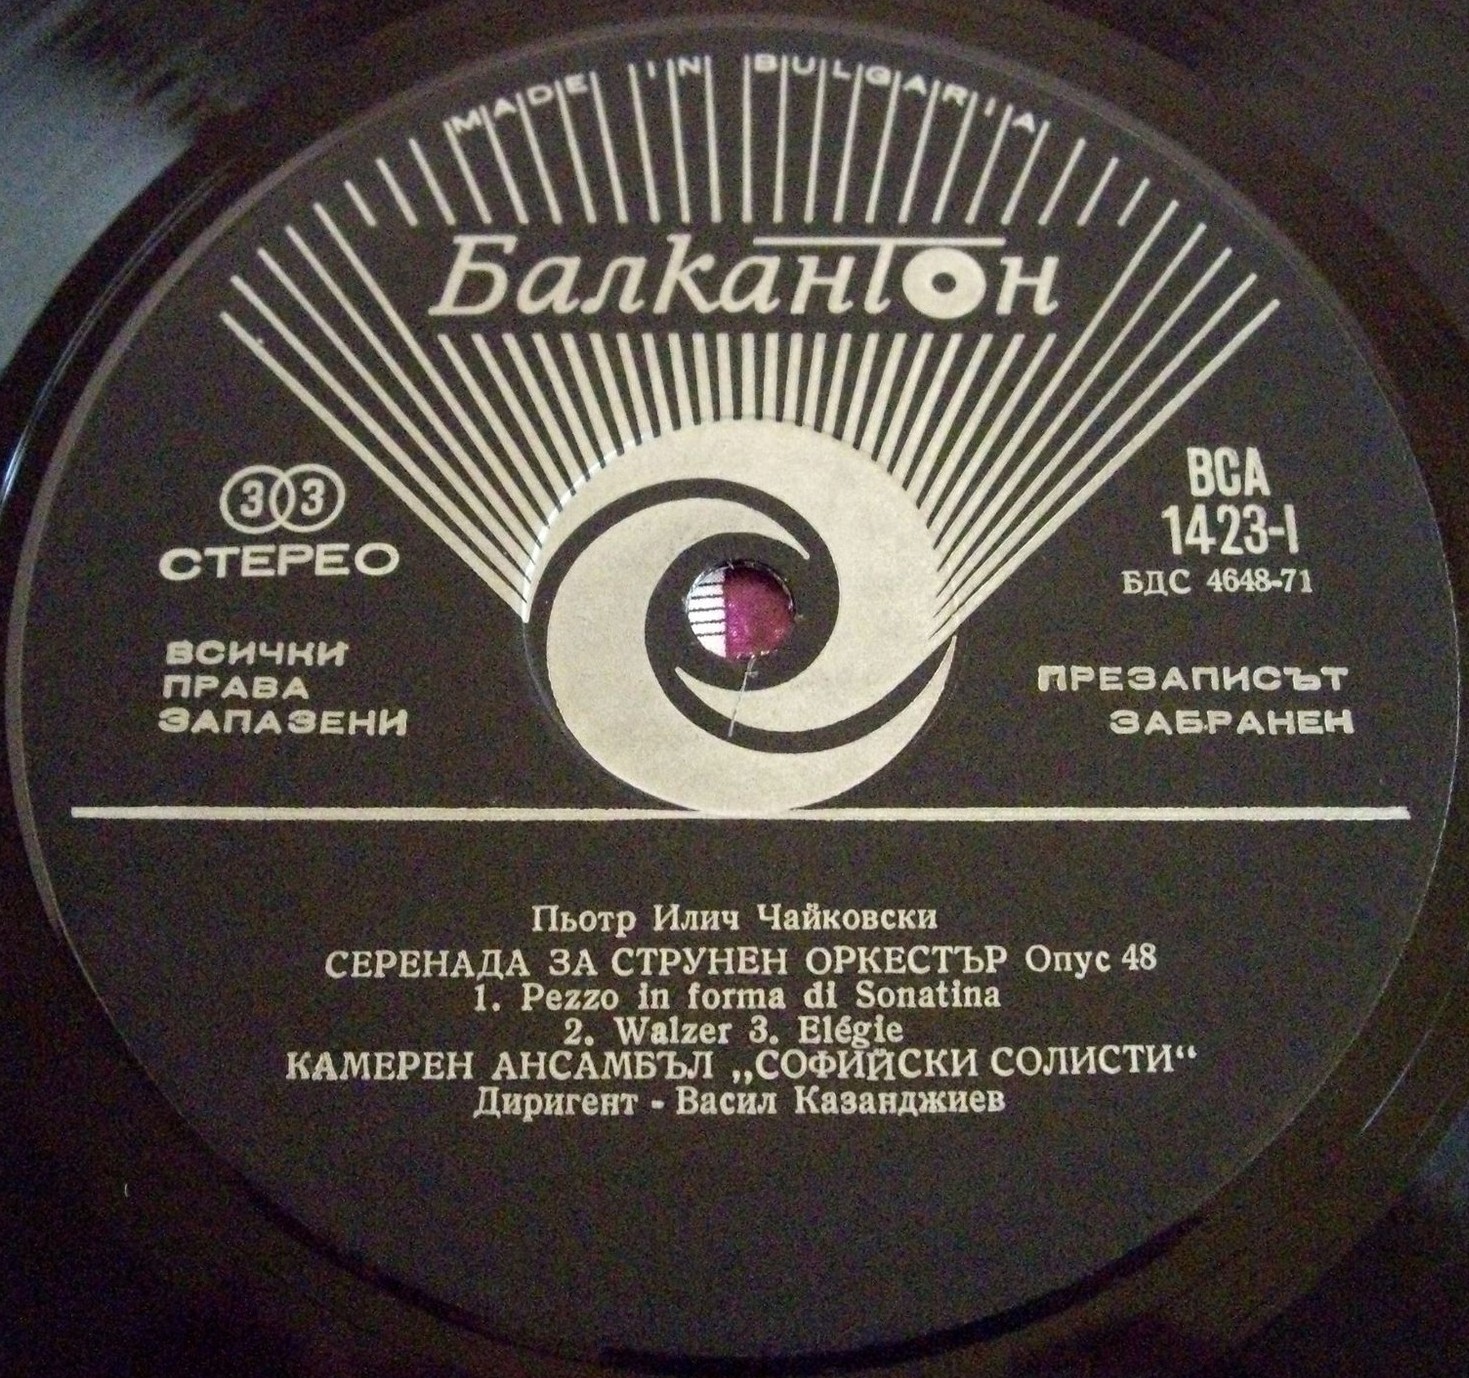 MADE IN BULGARIA
Балкантон
33
СТЕРЕО
ВСИЧКИ
ПРАВА
ЗАПАЗЕНИ
ВСА
1423-I
БДС 4648-71
ПРЕЗАПИСЪТ
ЗАБРАНЕН
Пьотр Илич Чайковски
СЕРЕНАДА ЗА СТРУНЕН ОРКЕСТЪР Опус 48
1. Pezzo in forma di Sonatina
2. Walzer 3. Elégie
КАМЕРЕН АНСАМБЪЛ „СОФИЙСКИ СОЛИСТИ“
Диригент - Васил Казанджиев